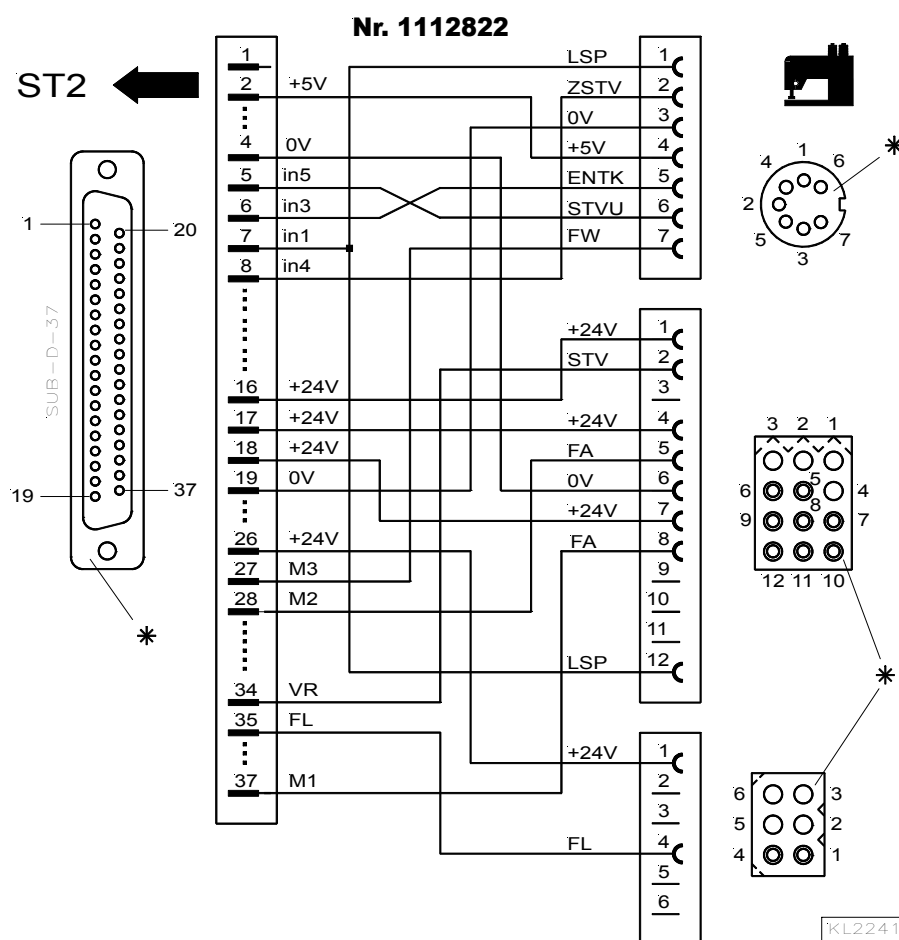 Nr. 1112822
ST2
SUB-D-37
1
20
19
37
1
2 +5V
4 0V
5 in5
6 in3
7 in1
8 in4
16 +24V
17 +24V
18 +24V
19 0V
26 +24V
27 M3
28 M2
34 VR
35 FL
37 M1
LSP 1
ZSTV 2
0V 3
+5V 4
ENTK 5
STVU 6
FW 7
+24V 1
STV 2
3
+24V 4
FA 5
0V 6
+24V 7
FA 8
9
10
11
LSP 12
+24V 1
2
3
FL 4
5
6
1
4 6
2
5 7
3
3 2 1
6 5 4
9 8 7
12 11 10
6 3
5 2
4 1
KL2241